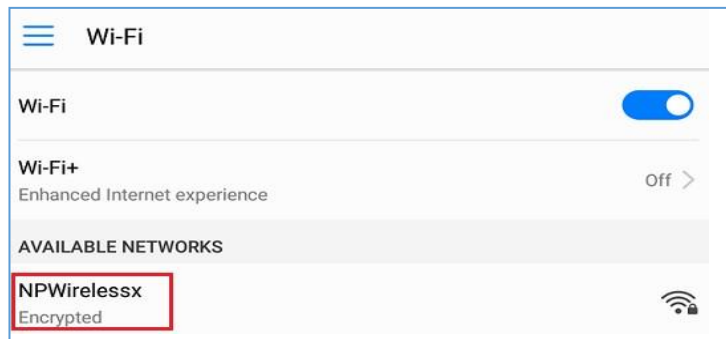 Wi-Fi
Wi-Fi
Wi-Fi+
Enhanced Internet experience
Off
AVAILABLE NETWORKS
NPWirelessx
Encrypted